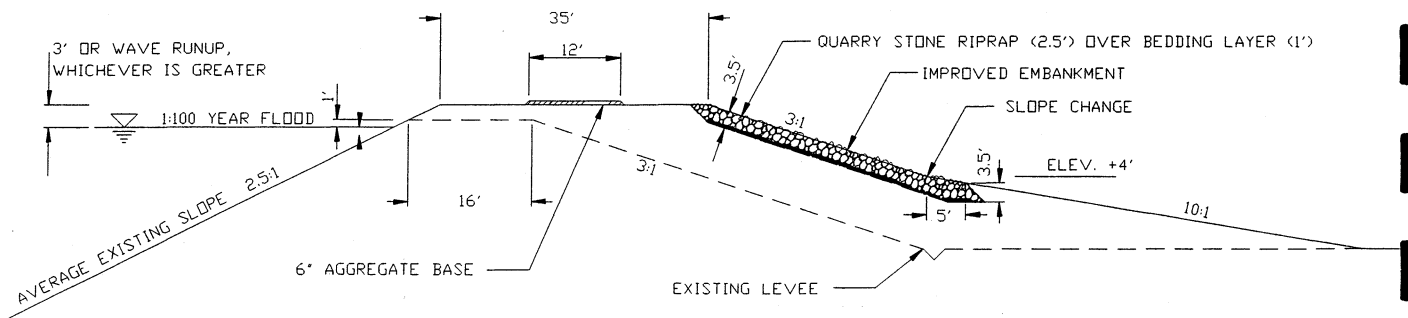 35'
3' OR WAVE RUNUP,
WHICHEVER IS GREATER
12'
QUARRY STONE RIPRAP (2.5') OVER BEDDING LAYER (1')
3.5'
IMPROVED EMBANKMENT
1'
SLOPE CHANGE
1:100 YEAR FLOOD
3:1
3:1
3.5'
ELEV. +4'
AVERAGE EXISTING SLOPE 2.5:1
16'
5'
10:1
6" AGGREGATE BASE
EXISTING LEVEE